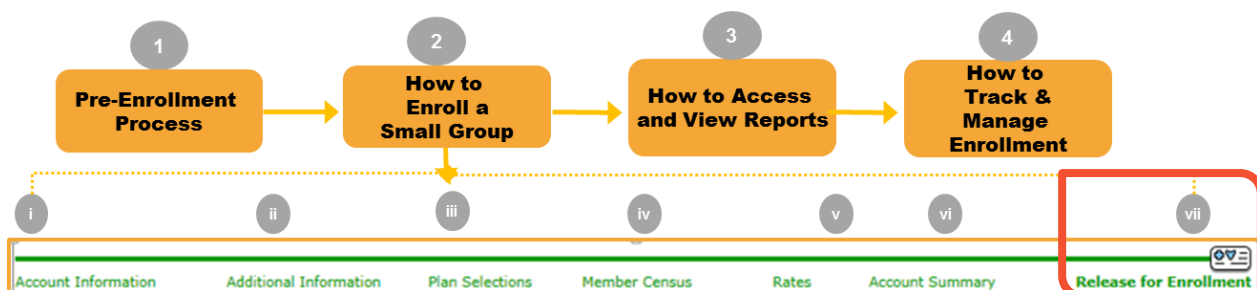 1
2
3
4
Pre-Enrollment
Process
How to
Enroll a
Small Group
How to Access
and View Reports
How to
Track &
Manage
Enrollment
i
ii
iii
iv
v
vi
vii
Account Information
Additional Information
Plan Selections
Member Census
Rates
Account Summary
Release for Enrollment